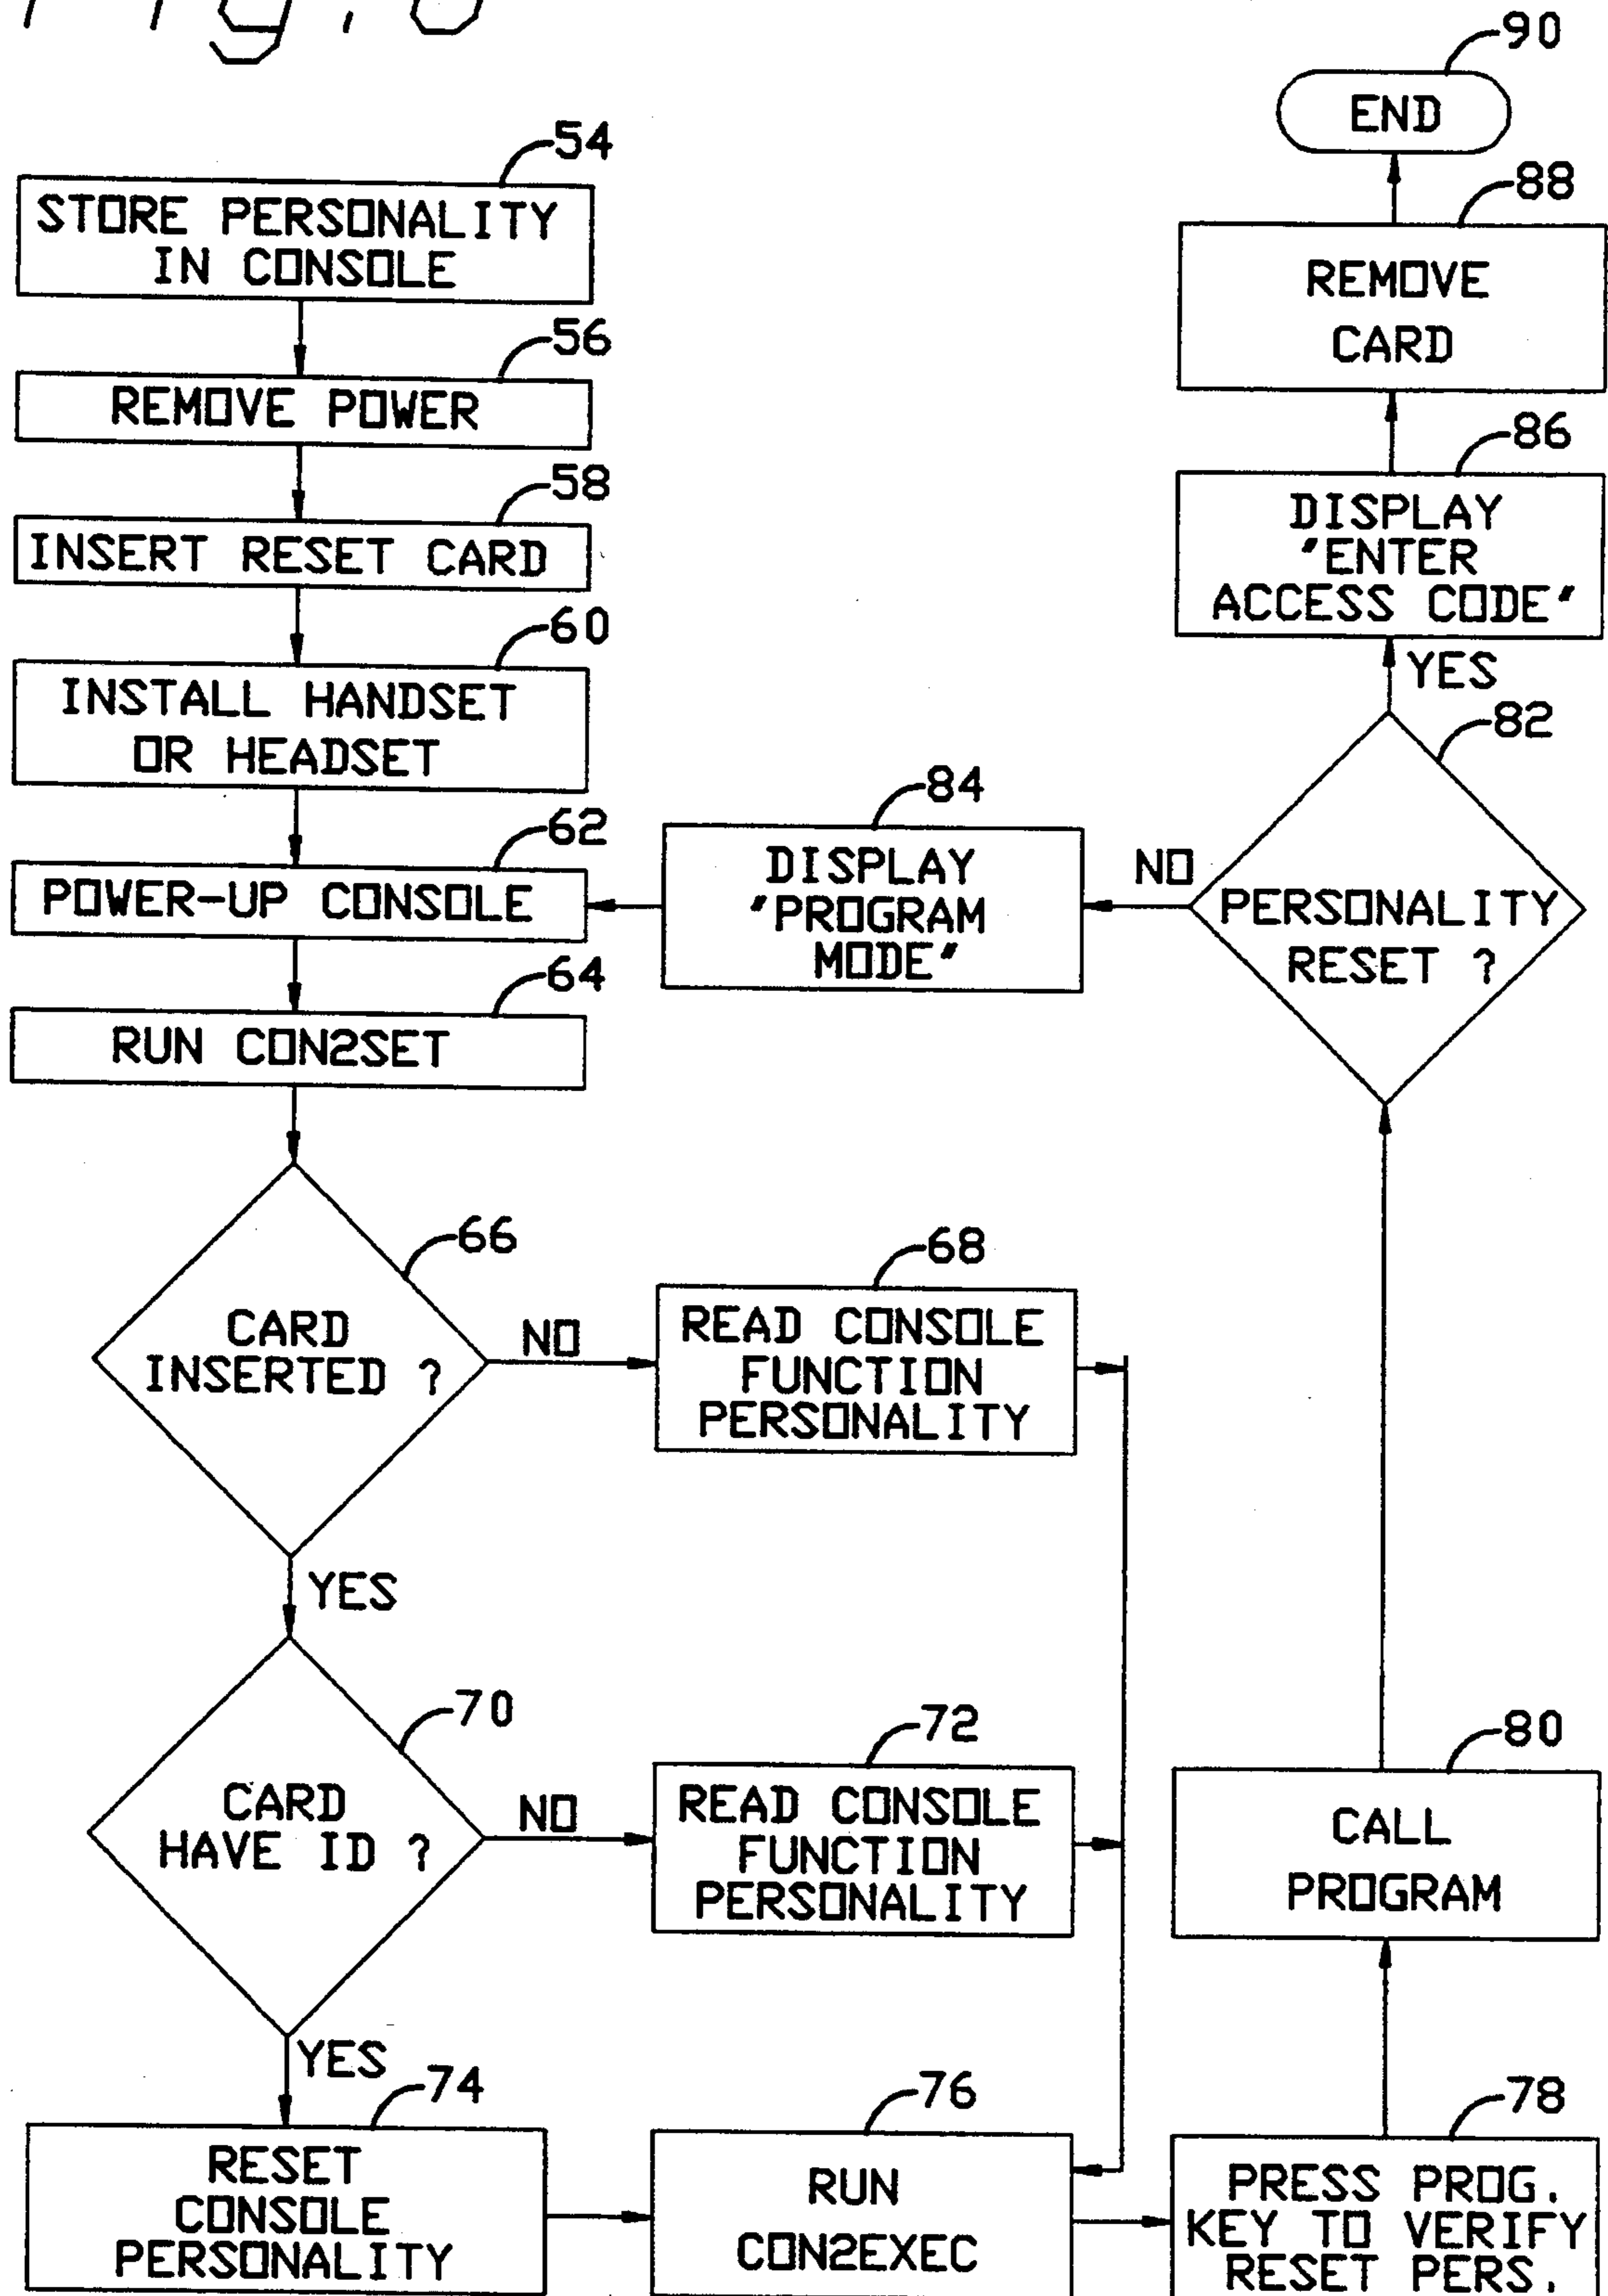 54
STORE PERSONALITY
IN CONSOLE
56
REMOVE POWER
58
INSERT RESET CARD
60
INSTALL HANDSET
OR HEADSET
62
POWER-UP CONSOLE
64
RUN CON2SET
66
CARD
INSERTED ?
NO
YES
68
READ CONSOLE
FUNCTION
PERSONALITY
70
CARD
HAVE ID ?
NO
YES
72
READ CONSOLE
FUNCTION
PERSONALITY
74
RESET
CONSOLE
PERSONALITY
76
RUN
CON2EXEC
78
PRESS PROG.
KEY TO VERIFY
RESET PERS.
80
CALL
PROGRAM
82
PERSONALITY
RESET ?
NO
YES
84
DISPLAY
"PROGRAM
MODE"
86
DISPLAY
"ENTER
ACCESS CODE"
88
REMOVE
CARD
90
END